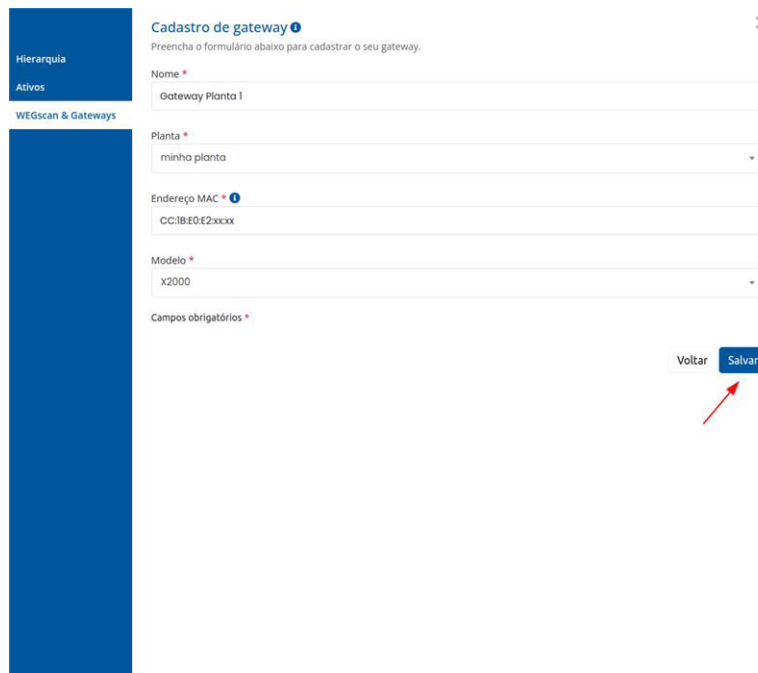 Hierarquia
Ativos
WEGscan & Gateways
Cadastro de gateway
Preencha o formulário abaixo para cadastrar o seu gateway.
Nome *
Gateway Planta 1
Planta *
minha planta
Endereço MAC *
CC:1B:E0:E2:xx:xx
Modelo *
X2000
Campos obrigatórios *
Voltar
Salvar